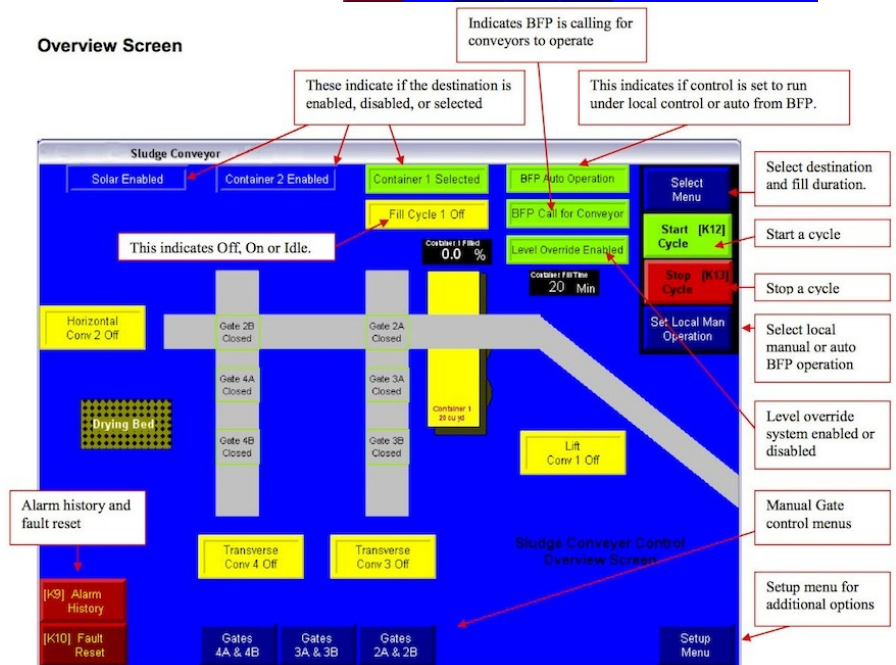 Indicates BFP is calling for
conveyors to operate
Overview Screen
These indicate if the destination is
enabled, disabled, or selected
This indicates if control is set to run
under local control or auto from BFP.
Sludge Conveyor
Solar Enabled
Container 2 Enabled
Container 1 Selected
BFP Auto Operation
Select
Menu
Select destination
and fill duration.
Fill Cycle 1 Off
BFP Call for Conveyor
Start [K12]
Cycle
Start a cycle
This indicates Off, On or Idle.
Container 1 Filled
0.0 %
Level Override Enabled
Container Fill Time
20 Min
Stop [K13]
Cycle
Stop a cycle
Horizontal
Conv 2 Off
Gate 2B
Closed
Gate 2A
Closed
Set Local Man
Operation
Select local
manual or auto
BFP operation
Gate 4A
Closed
Gate 3A
Closed
Container 1
20 cu yd
Drying Bed
Gate 4B
Closed
Gate 3B
Closed
Lift
Conv 1 Off
Level override
system enabled or
disabled
Alarm history and
fault reset
Manual Gate
control menus
Transverse
Conv 4 Off
Transverse
Conv 3 Off
Sludge Conveyer Control
Overview Screen
[K9] Alarm
History
Setup menu for
additional options
[K10] Fault
Reset
Gates
4A & 4B
Gates
3A & 3B
Gates
2A & 2B
Setup
Menu